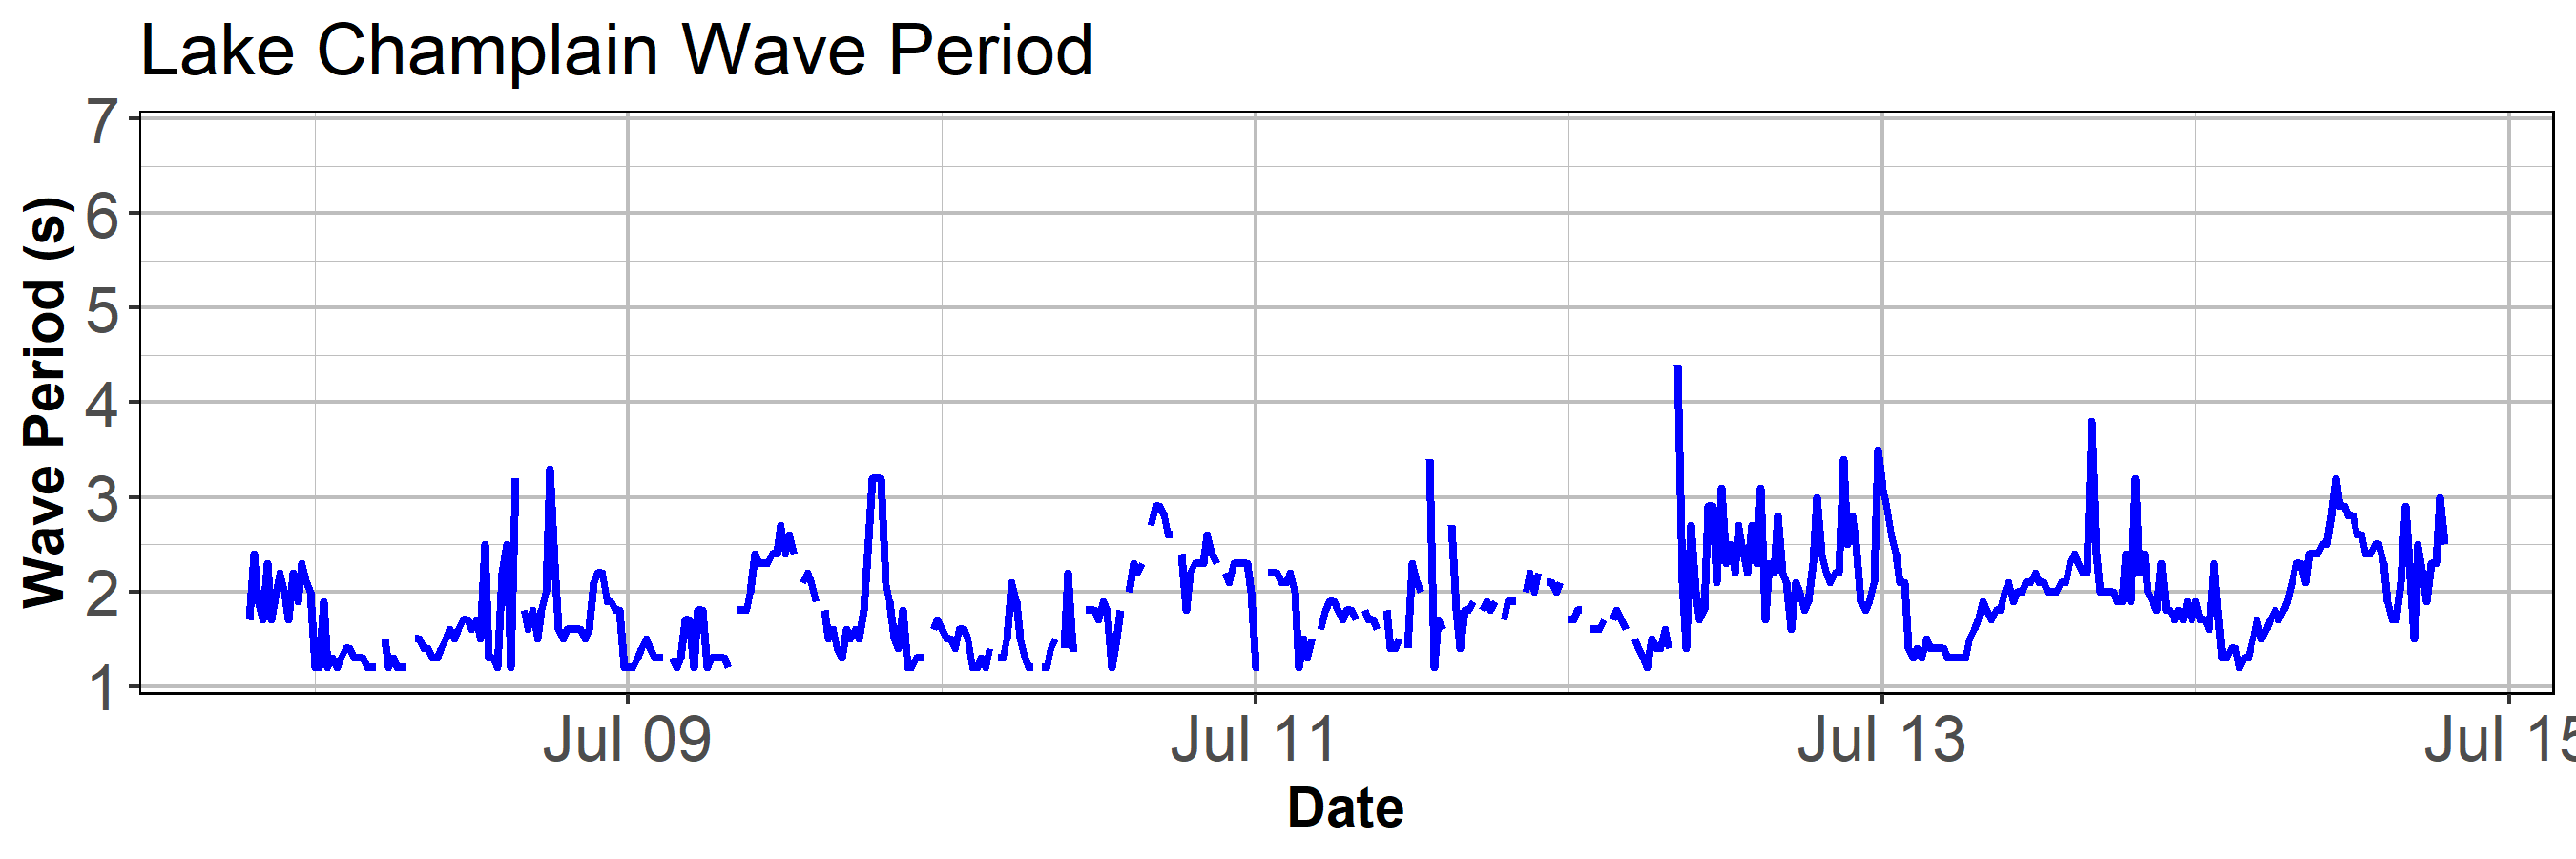 Lake Champlain Wave Period
Wave Period (s)
7
6
5
4
3
2
1
Jul 09
Jul 11
Jul 13
Jul 15
Date